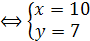 ⇔ { x = 10
y = 7